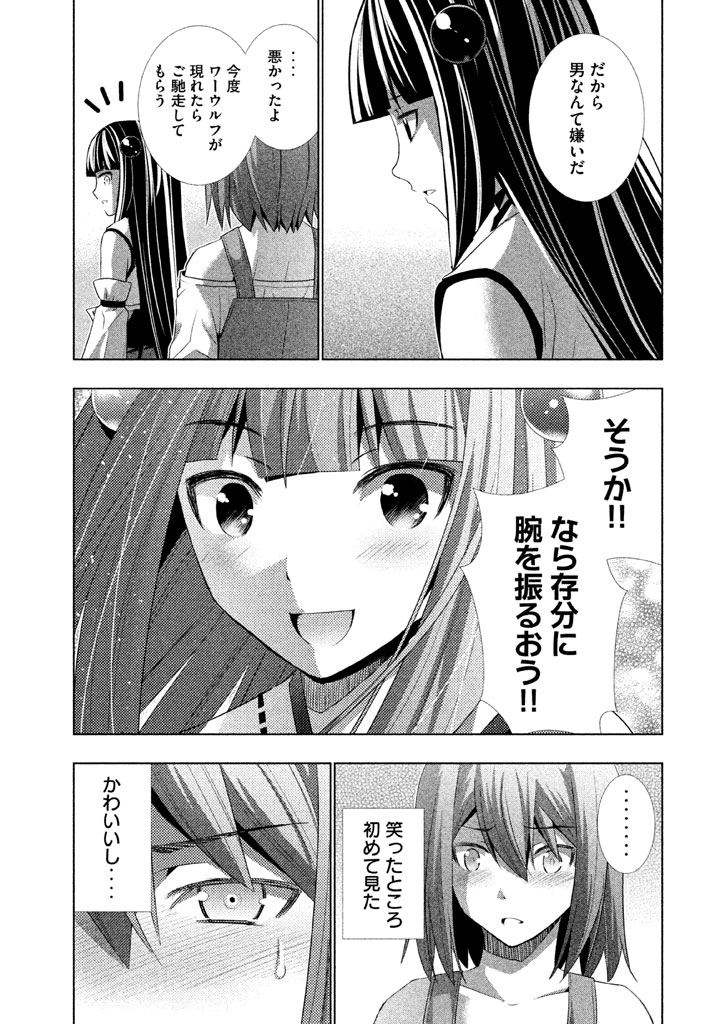 だから
男なんて嫌いだ
‥‥
悪かったよ
今度
ワーウルフが
現れたら
ご馳走して
もらう
そうか!!
なら存分に
腕を振るおう!!
‥‥‥‥
笑ったところ
初めて見た
かわいいし‥‥